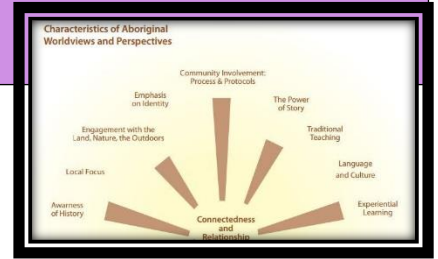 Characteristics of Aboriginal
Worldviews and Perspectives
Community Involvement:
Process & Protocols
Emphasis
on Identity
The Power
of Story
Engagement with the
Land, Nature, the Outdoors
Traditional
Teaching
Local Focus
Language
and Culture
Awarness
of History
Experiential
Learning
Connectedness
and
Relationship